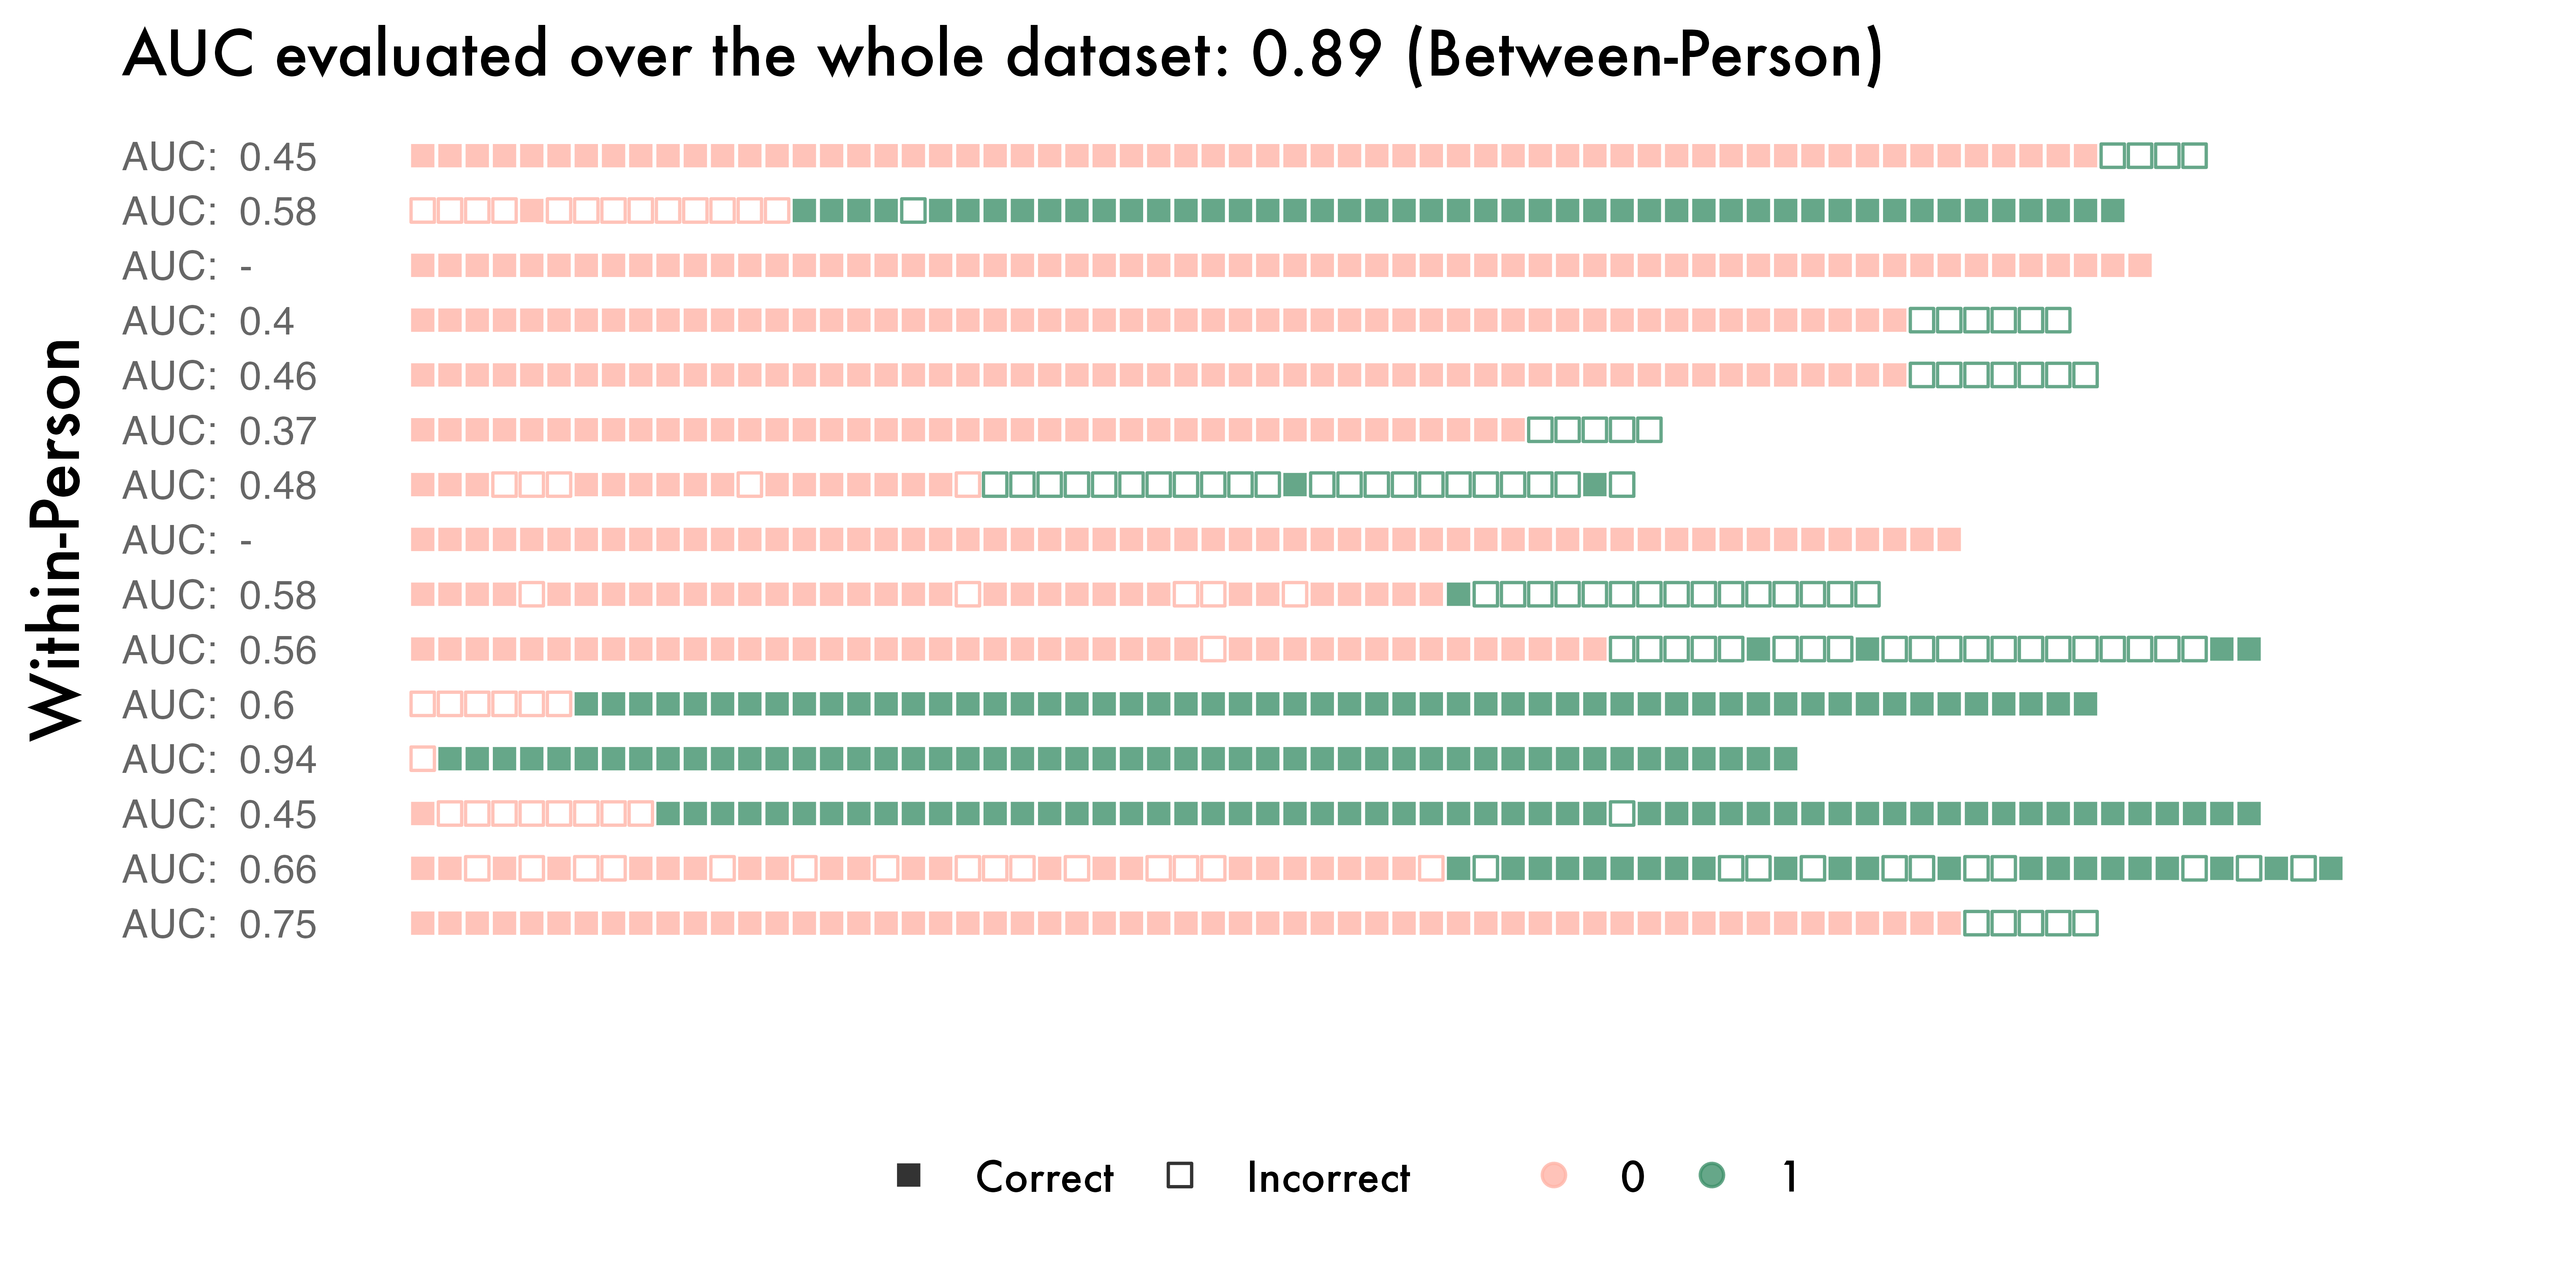 AUC evaluated over the whole dataset: 0.89 (Between-Person)
Within-Person
AUC: 0.45
AUC: 0.58
AUC: -
AUC: 0.4
AUC: 0.46
AUC: 0.37
AUC: 0.48
AUC: -
AUC: 0.58
AUC: 0.56
AUC: 0.6
AUC: 0.94
AUC: 0.45
AUC: 0.66
AUC: 0.75
Correct Incorrect 0 1